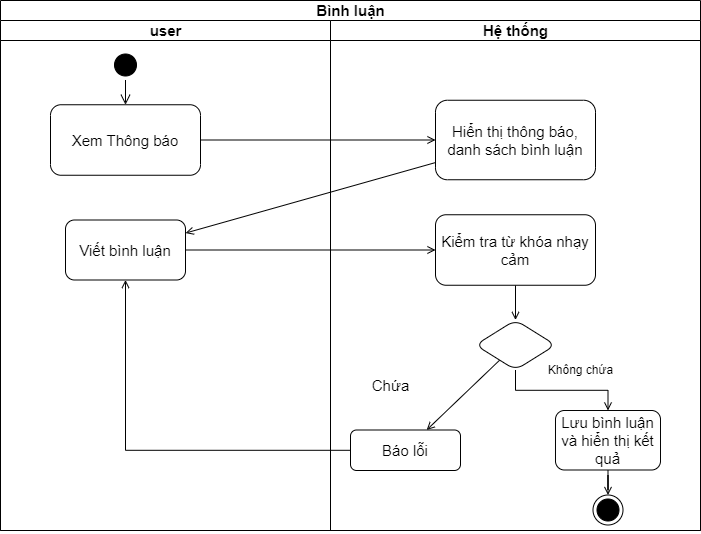 Bình luận
user
Hệ thống
Xem Thông báo
Hiển thị thông báo,
danh sách bình luận
Viết bình luận
Kiểm tra từ khóa nhạy
cảm
Không chứa
Chứa
Lưu bình luận
và hiển thị kết
quả
Báo lỗi